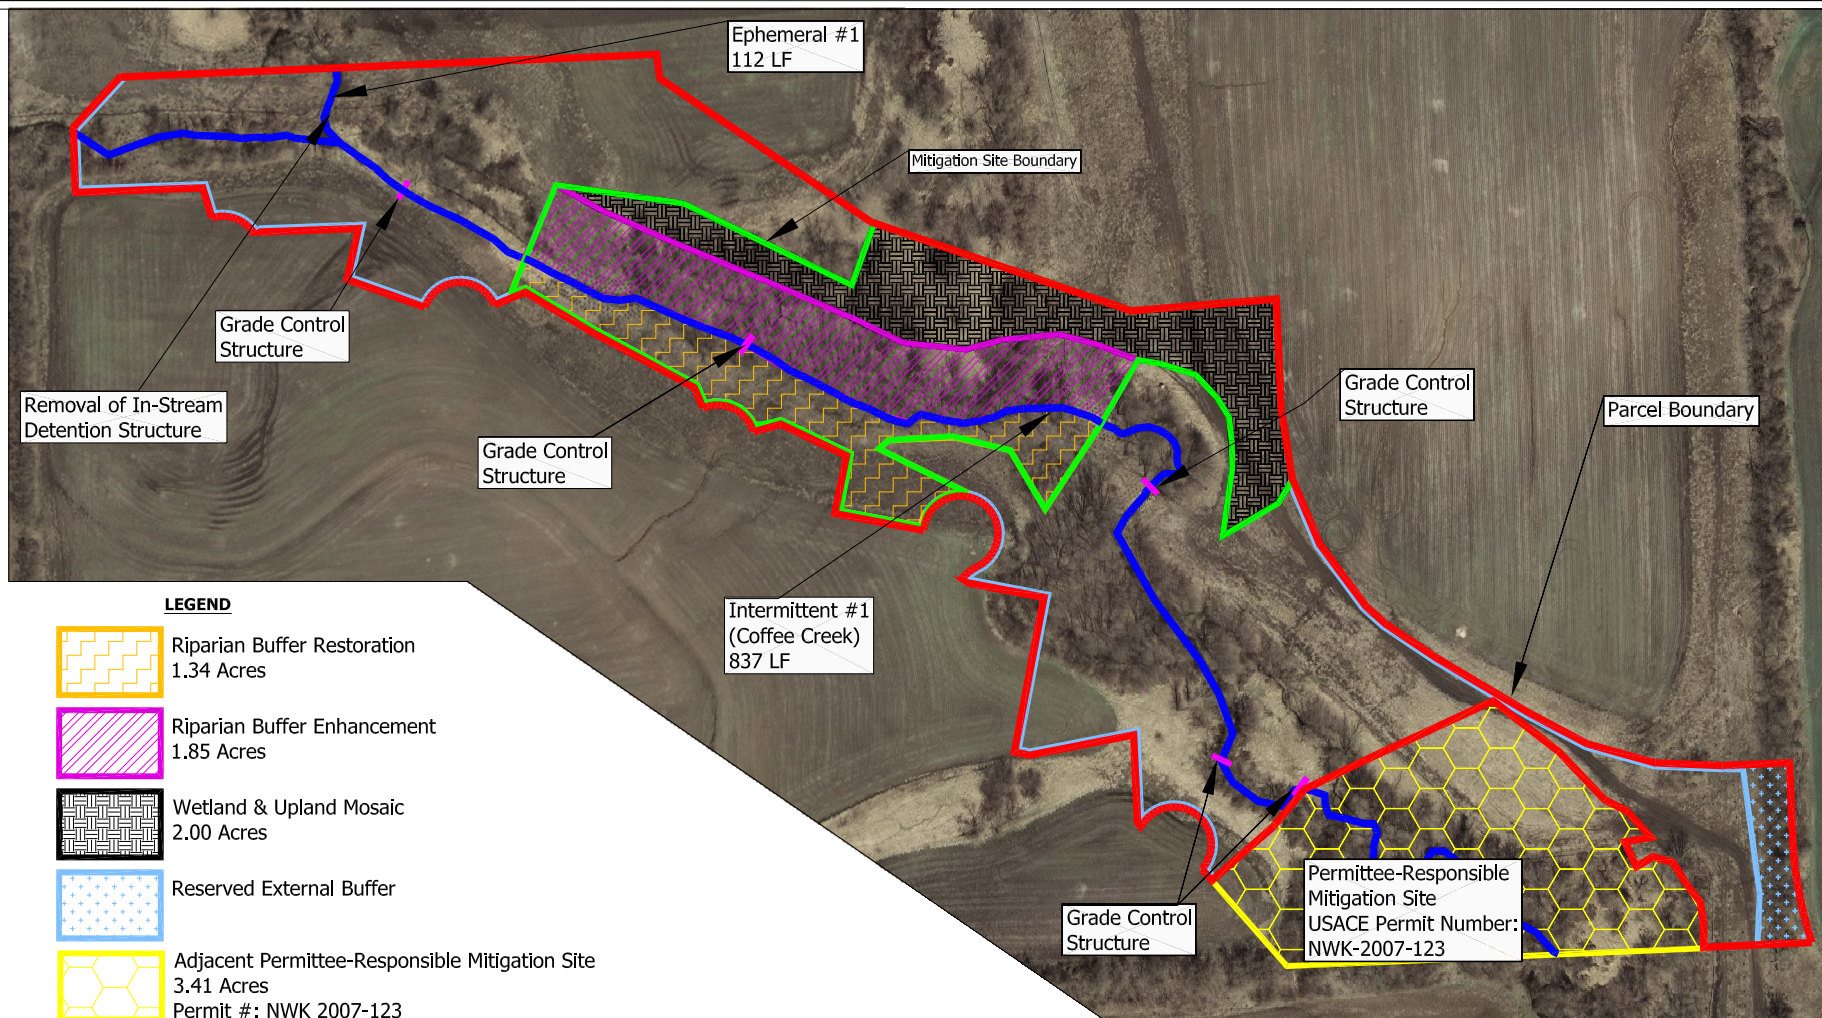 Ephemeral #1
112 LF
Mitigation Site Boundary
Grade Control
Structure
Removal of In-Stream
Detention Structure
Grade Control
Structure
Grade Control
Structure
Parcel Boundary
Intermittent #1
(Coffee Creek)
837 LF
Grade Control
Structure
Permittee-Responsible
Mitigation Site
USACE Permit Number:
NWK-2007-123
LEGEND
Riparian Buffer Restoration
1.34 Acres
Riparian Buffer Enhancement
1.85 Acres
Wetland & Upland Mosaic
2.00 Acres
Reserved External Buffer
Adjacent Permittee-Responsible Mitigation Site
3.41 Acres
Permit #: NWK 2007-123